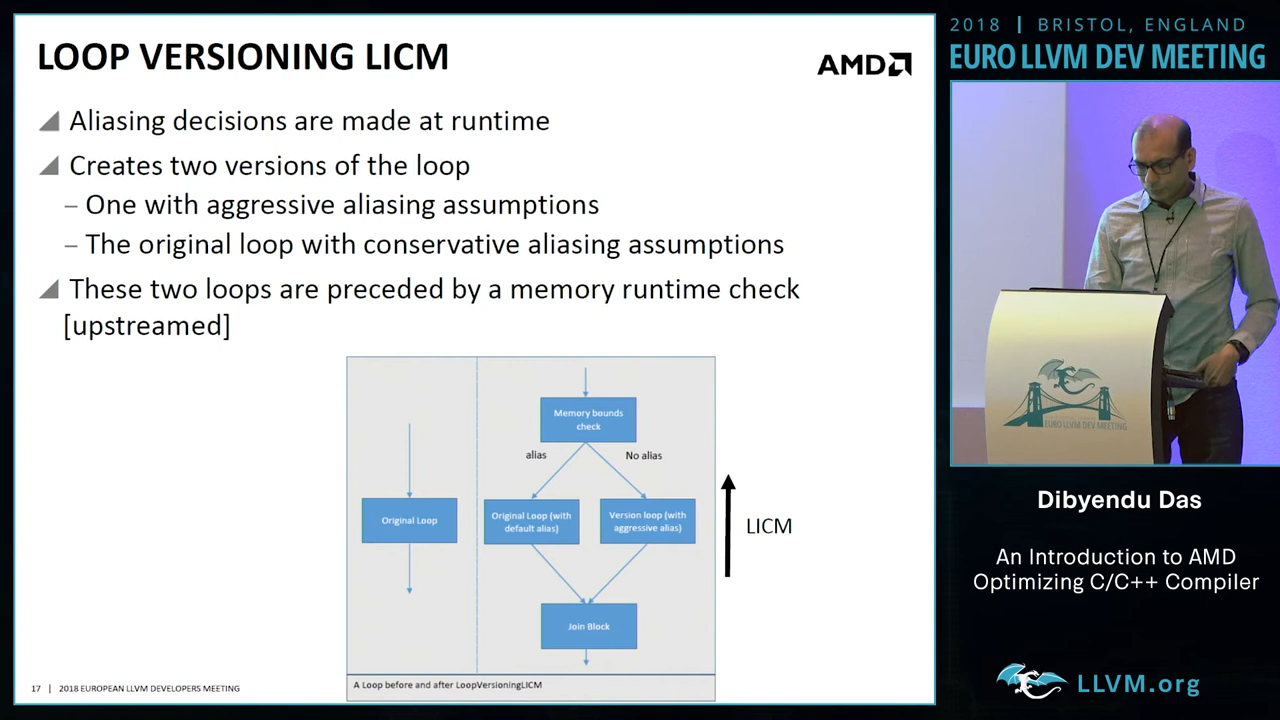 LOOP VERSIONING LICM
AMD
Aliasing decisions are made at runtime
Creates two versions of the loop
– One with aggressive aliasing assumptions
– The original loop with conservative aliasing assumptions
These two loops are preceded by a memory runtime check
[upstreamed]
Memory bounds
check
alias
No alias
Original Loop
Original Loop (with
default alias)
Version loop (with
aggressive alias)
LICM
Join Block
A Loop before and after LoopVersioningLICM
17 | 2018 EUROPEAN LLVM DEVELOPERS MEETING
2018 | BRISTOL, ENGLAND
EURO LLVM DEV MEETING
EURO LLVM DEV MEETING
Dibyendu Das
An Introduction to AMD
Optimizing C/C++ Compiler
LLVM.org